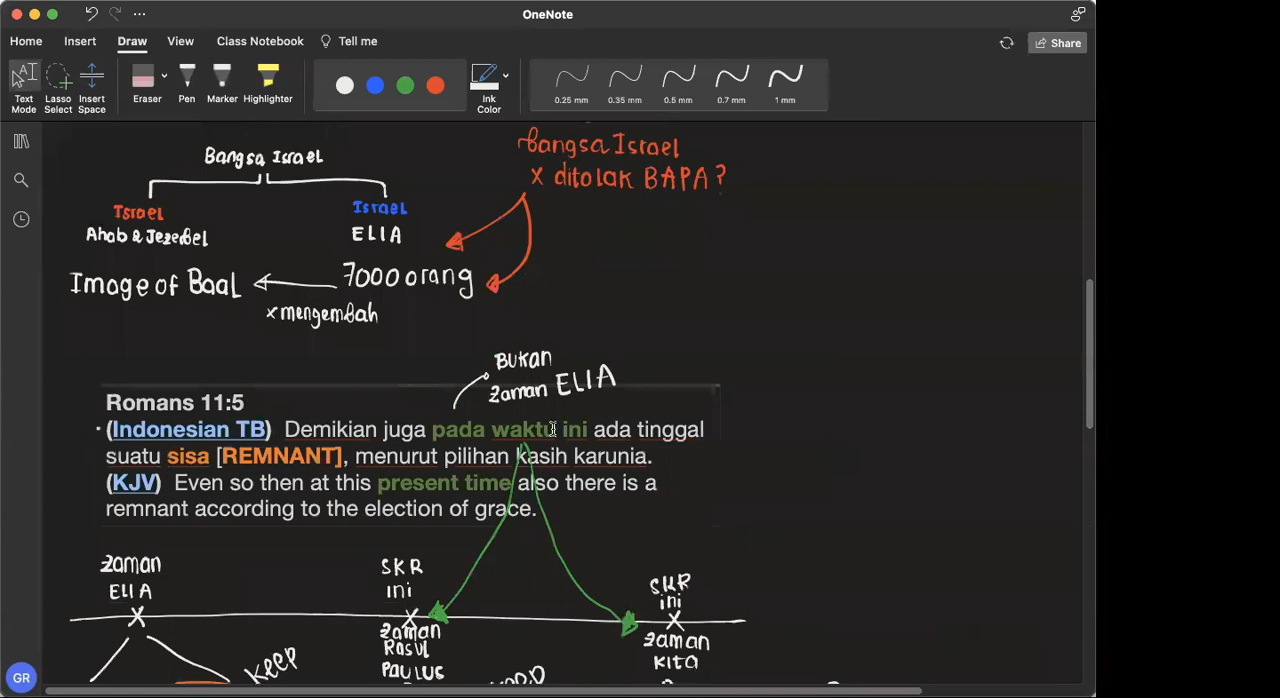 OneNote
Home Insert Draw View Class Notebook Tell me
Share
Text Mode
Lasso Select
Insert Space
Eraser
Pen
Marker
Highlighter
Ink Color
0.25 mm
0.35 mm
0.5 mm
0.7 mm
1 mm
bangsa Israel
x ditolak BAPA?
Bangsa Israel
Israel
Ahab & Jezebel
Israel
ELIA
Image of Baal
7000 orang
x mengembah
Bukan
zaman ELIA
Romans 11:5
(Indonesian TB) Demikian juga pada waktu ini ada tinggal
suatu sisa [REMNANT], menurut pilihan kasih karunia.
(KJV) Even so then at this present time also there is a
remnant according to the election of grace.
Zaman
ELIA
SKR
ini
Zaman
Rasul
PAULUS
SKR
ini
Zaman
KITA
KEEP
GR